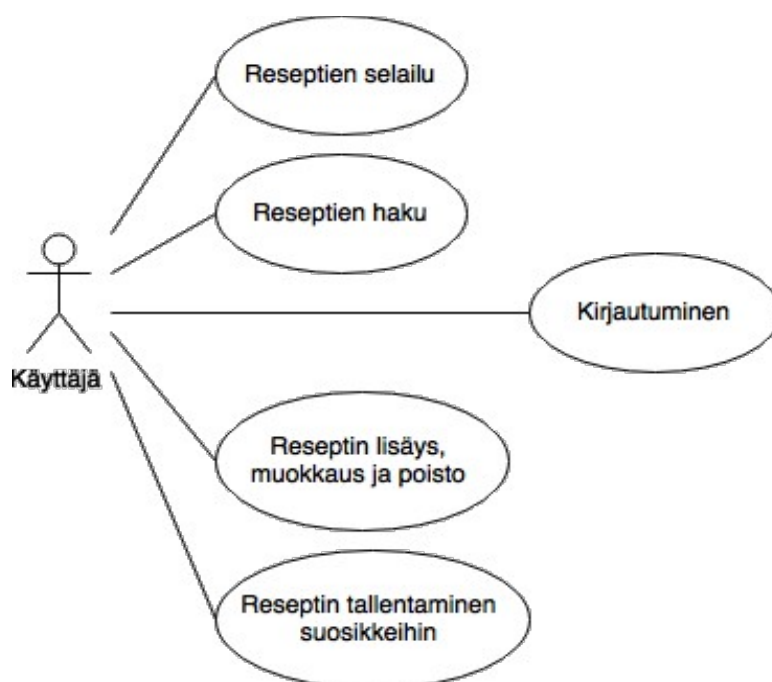 Reseptien selailu
Reseptien haku
Kirjautuminen
Käyttäjä
Reseptin lisäys,
muokkaus ja poisto
Reseptin tallentaminen
suosikkeihin